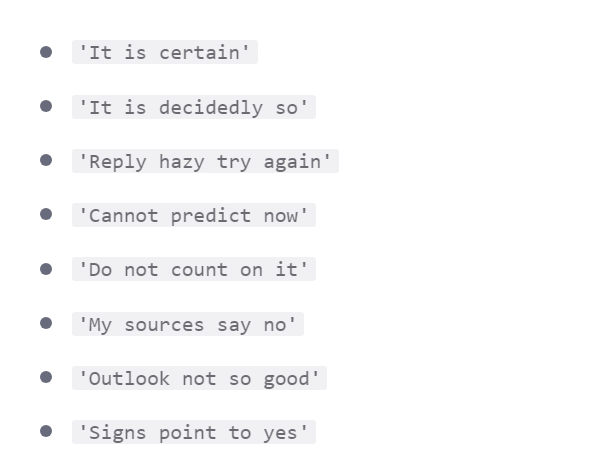 'It is certain'
'It is decidedly so'
'Reply hazy try again'
'Cannot predict now'
'Do not count on it'
'My sources say no'
'Outlook not so good'
'Signs point to yes'